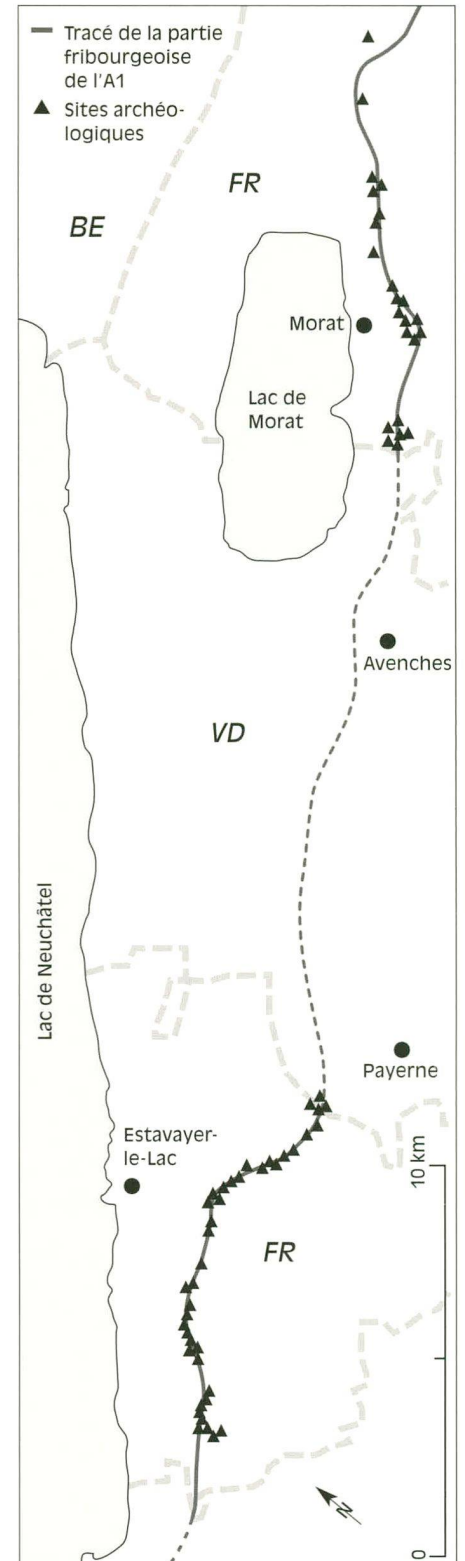 Tracé de la partie
fribourgeoise
de l'A1
Sites archéo-
logiques
FR
BE
Morat
Lac de
Morat
Avenches
VD
Lac de Neuchâtel
Payerne
Estavayer-
le-Lac
10 km
FR
N
0